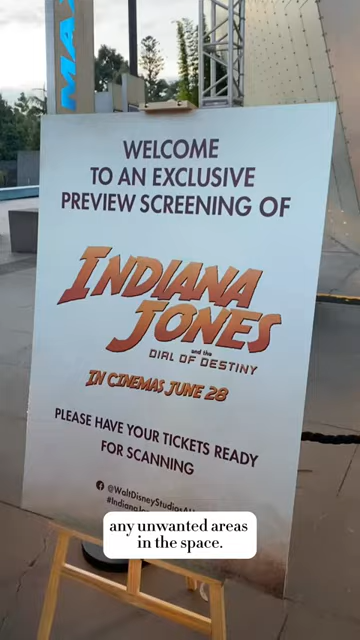 IMAX
WELCOME
TO AN EXCLUSIVE
PREVIEW SCREENING OF
INDIANA
JONES
and the
DIAL OF DESTINY
IN CINEMAS JUNE 28
PLEASE HAVE YOUR TICKETS READY
FOR SCANNING
any unwanted areas
in the space.